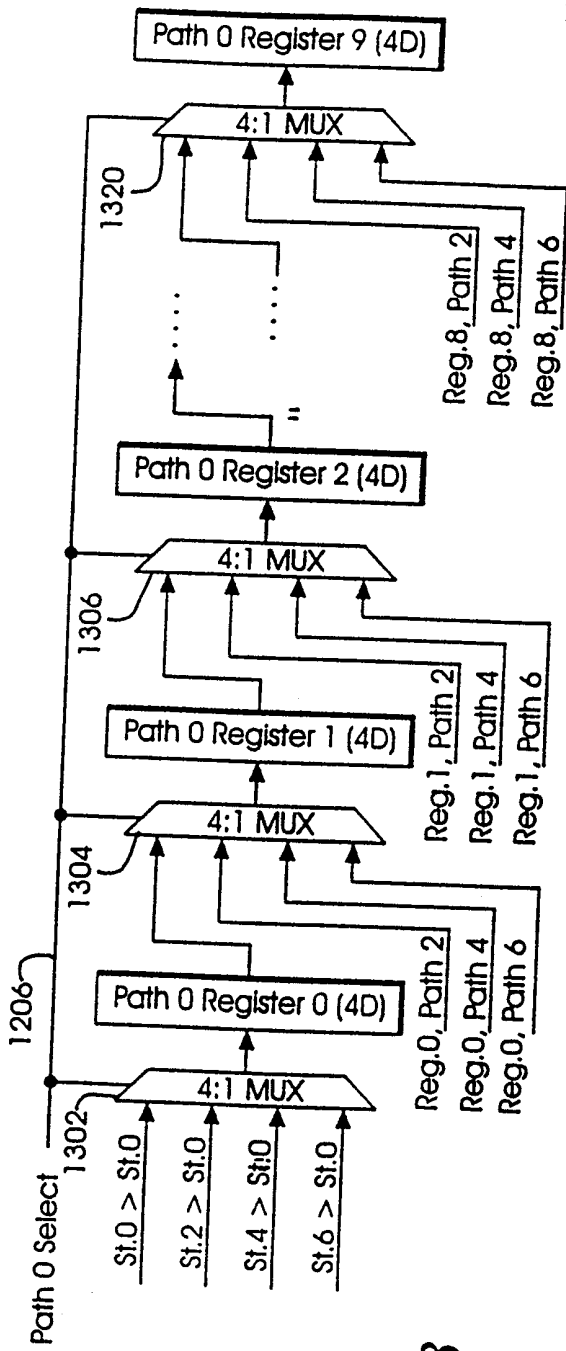 Path 0 Select
1206
1302
4:1 MUX
St.0 > St.0
St.2 > St.0
St.4 > St!0
St.6 > St.0
Path 0 Register 0 (4D)
1304
4:1 MUX
Reg.0, Path 2
Reg.0, Path 4
Reg.0, Path 6
Path 0 Register 1 (4D)
1306
4:1 MUX
Reg.1, Path 2
Reg.1, Path 4
Reg.1, Path 6
Path 0 Register 2 (4D)
=
.....
.....
1320
4:1 MUX
Reg.8, Path 2
Reg.8, Path 4
Reg.8, Path 6
Path 0 Register 9 (4D)